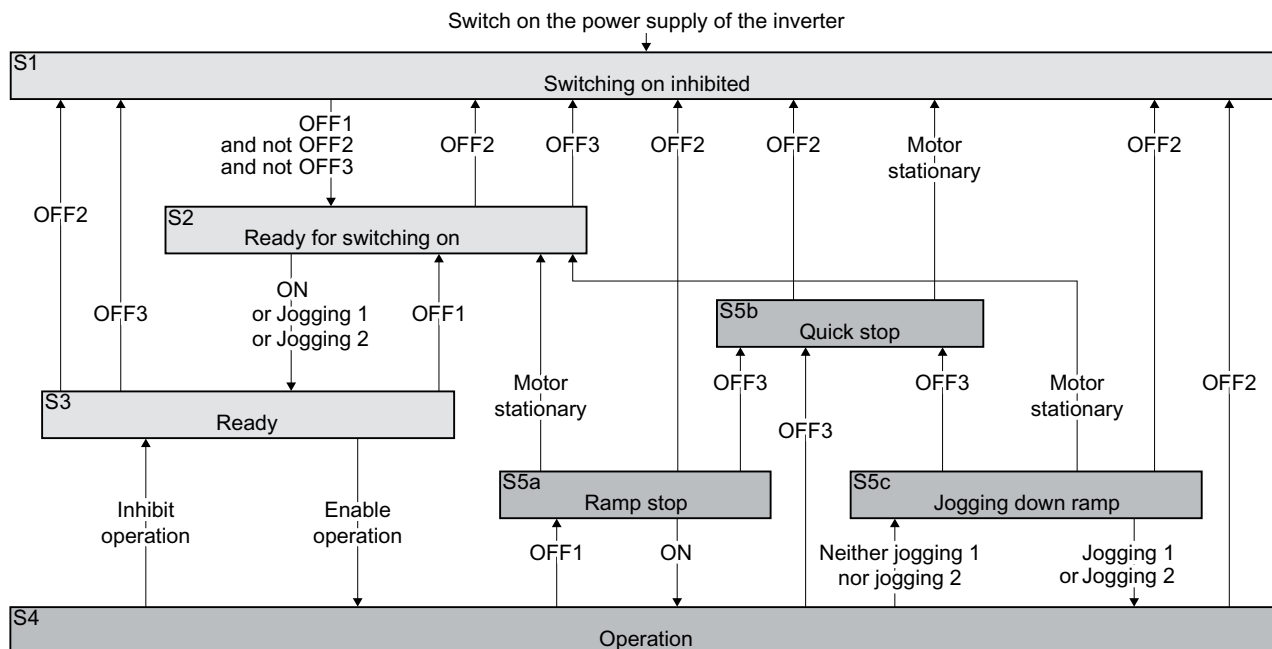 Switch on the power supply of the inverter
S1
Switching on inhibited
OFF1
and not OFF2
and not OFF3
OFF2
OFF3
OFF2
OFF2
Motor
stationary
OFF2
OFF2
S2
Ready for switching on
ON
or Jogging 1
or Jogging 2
OFF3
OFF1
S5b
Quick stop
Motor
stationary
OFF3
OFF3
Motor
stationary
OFF2
S3
Ready
OFF3
Inhibit
operation
Enable
operation
S5a
Ramp stop
S5c
Jogging down ramp
OFF1
ON
Neither jogging 1
nor jogging 2
Jogging 1
or Jogging 2
S4
Operation